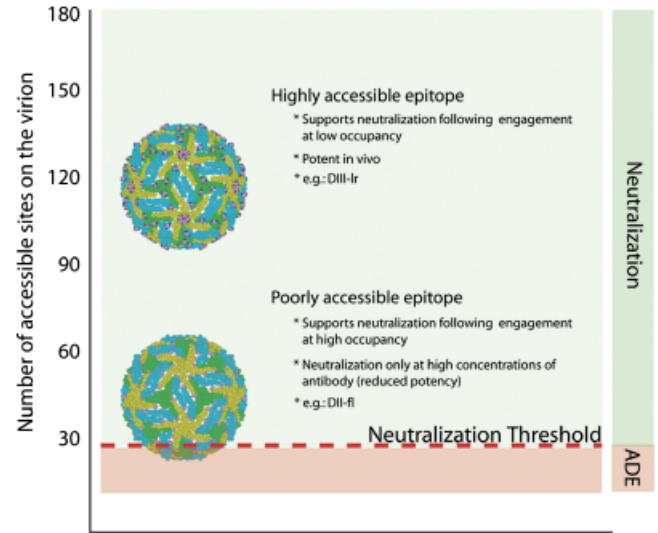 Number of accessible sites on the virion
180
150
120
90
60
30
Highly accessible epitope
* Supports neutralization following engagement
at low occupancy
* Potent in vivo
* e.g.: DIII-lr
Poorly accessible epitope
* Supports neutralization following engagement
at high occupancy
* Neutralization only at high concentrations of
antibody (reduced potency)
* e.g.: DII-fl
Neutralization Threshold
Neutralization
ADE